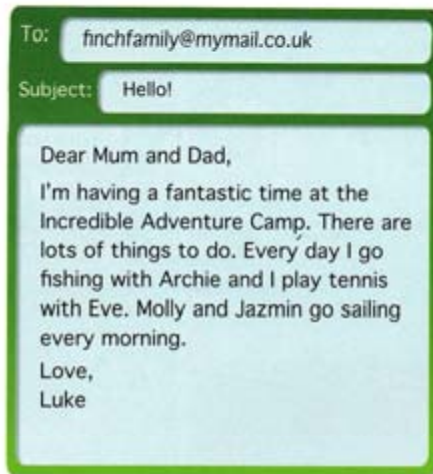 To: finchfamily@mymail.co.uk
Subject: Hello!
Dear Mum and Dad,
I'm having a fantastic time at the
Incredible Adventure Camp. There are
lots of things to do. Every day I go
fishing with Archie and I play tennis
with Eve. Molly and Jazmin go sailing
every morning.
Love,
Luke